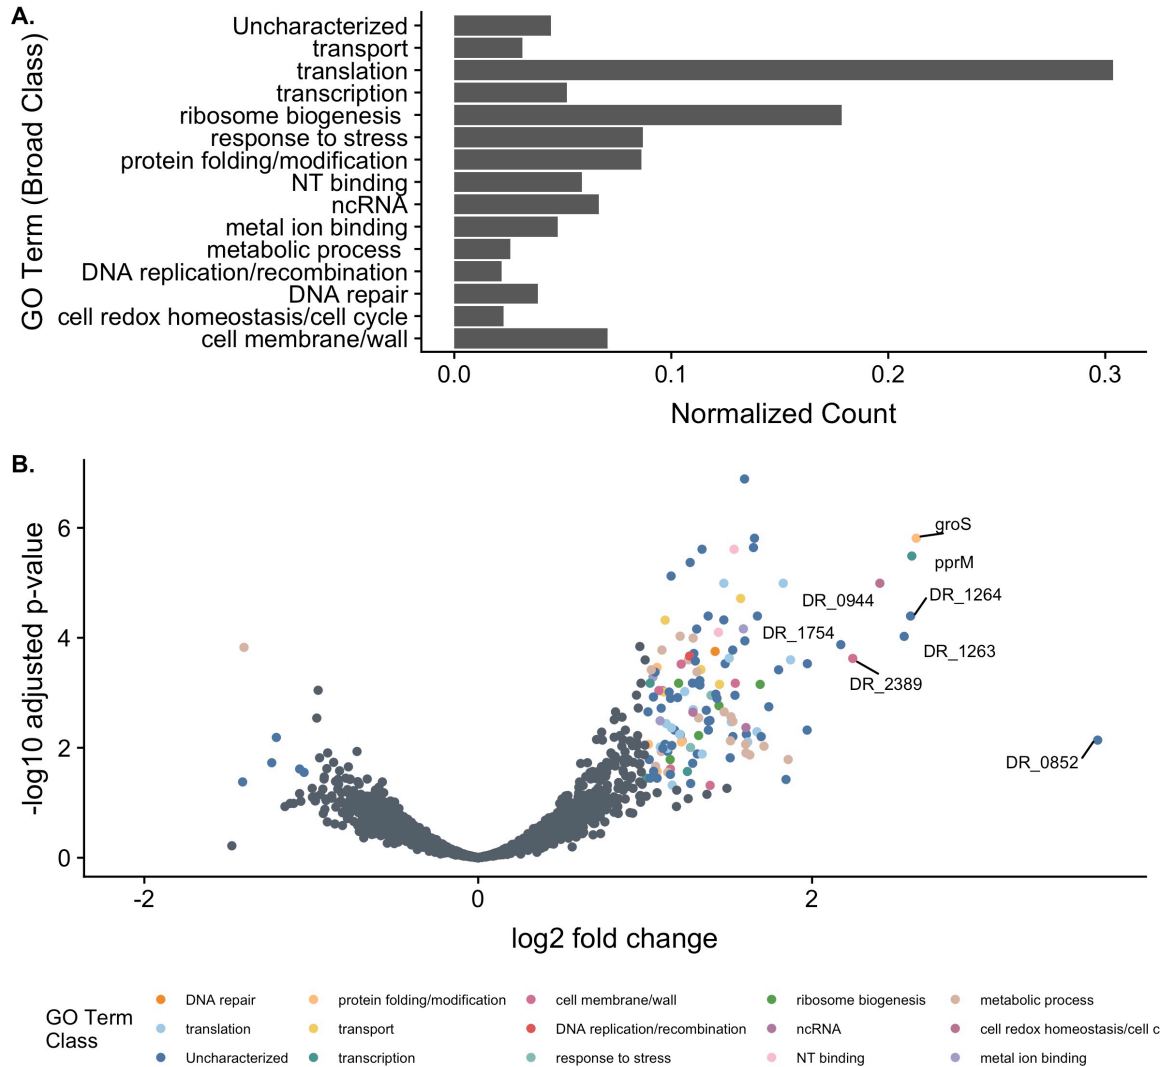 A.
GO Term (Broad Class)
Uncharacterized
transport
translation
transcription
ribosome biogenesis
response to stress
protein folding/modification
NT binding
ncRNA
metal ion binding
metabolic process
DNA replication/recombination
DNA repair
cell redox homeostasis/cell cycle
cell membrane/wall
0.0 0.1 0.2 0.3
Normalized Count
B.
-log10 adjusted p-value
6
4
2
0
groS
pprM
DR_0944
DR_1264
DR_1754
DR_1263
DR_2389
DR_0852
-2 0 2
log2 fold change
GO Term
Class
DNA repair protein folding/modification cell membrane/wall ribosome biogenesis metabolic process
translation transport DNA replication/recombination ncRNA cell redox homeostasis/cell c
Uncharacterized transcription response to stress NT binding metal ion binding